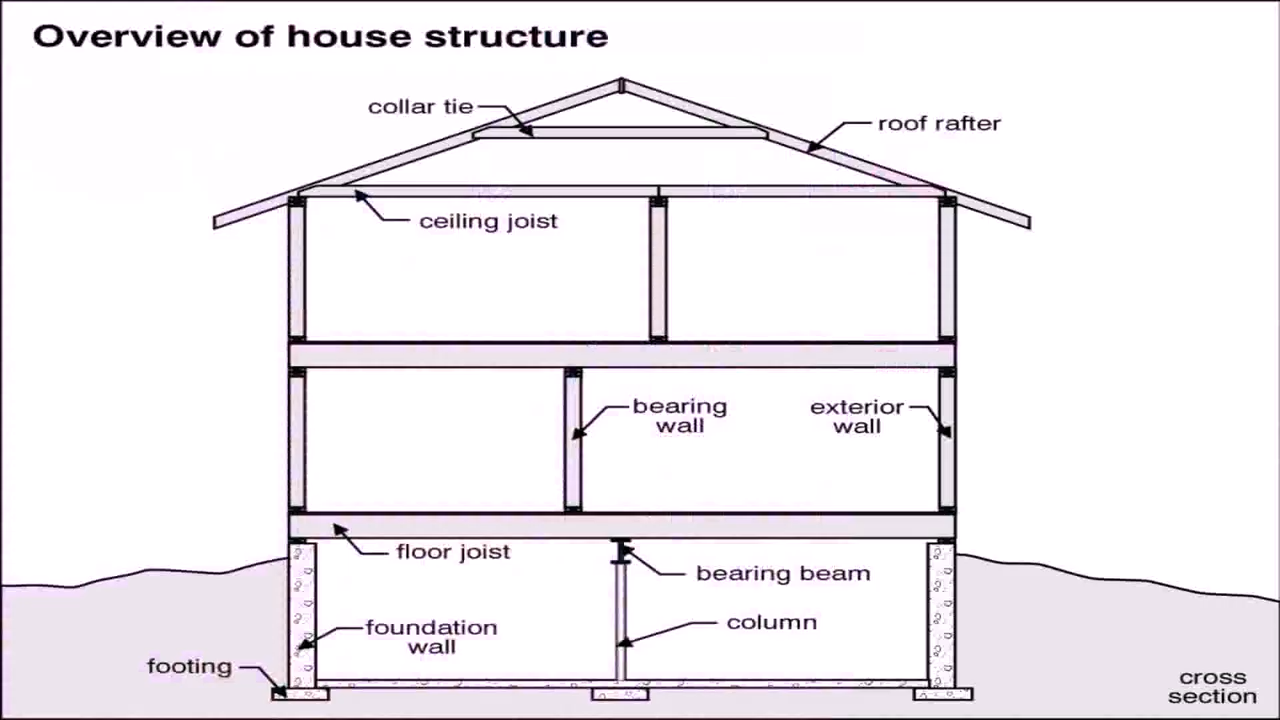 Overview of house structure
collar tie
roof rafter
ceiling joist
bearing
wall
exterior
wall
floor joist
bearing beam
column
foundation
wall
footing
cross
section